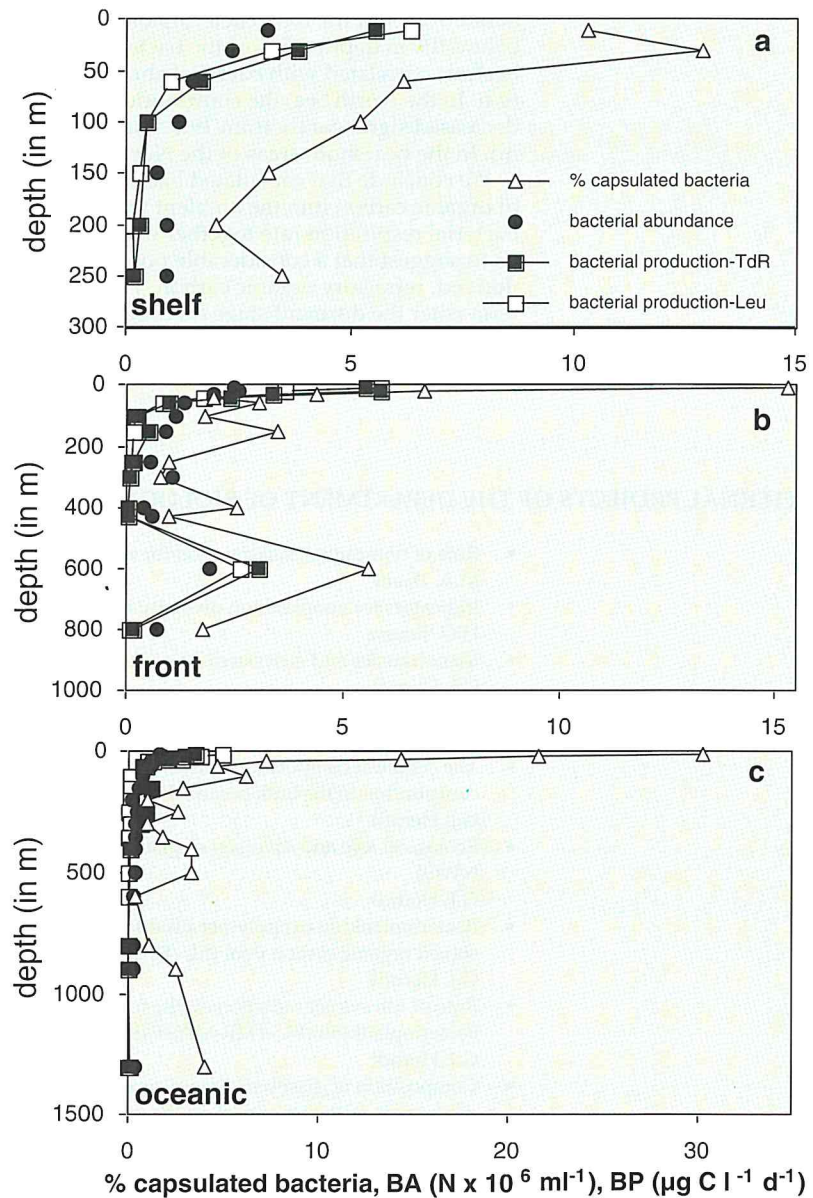 0
50
100
150
200
250
300
depth (in m)
a
% capsulated bacteria
bacterial abundance
bacterial production-TdR
bacterial production-Leu
shelf
0 5 10 15
0
200
400
600
800
1000
depth (in m)
b
front
0 5 10 15
0
500
1000
1500
depth (in m)
c
oceanic
0 10 20 30
% capsulated bacteria, BA (N x 10 6 ml-1), BP (µg C l -1 d-1)